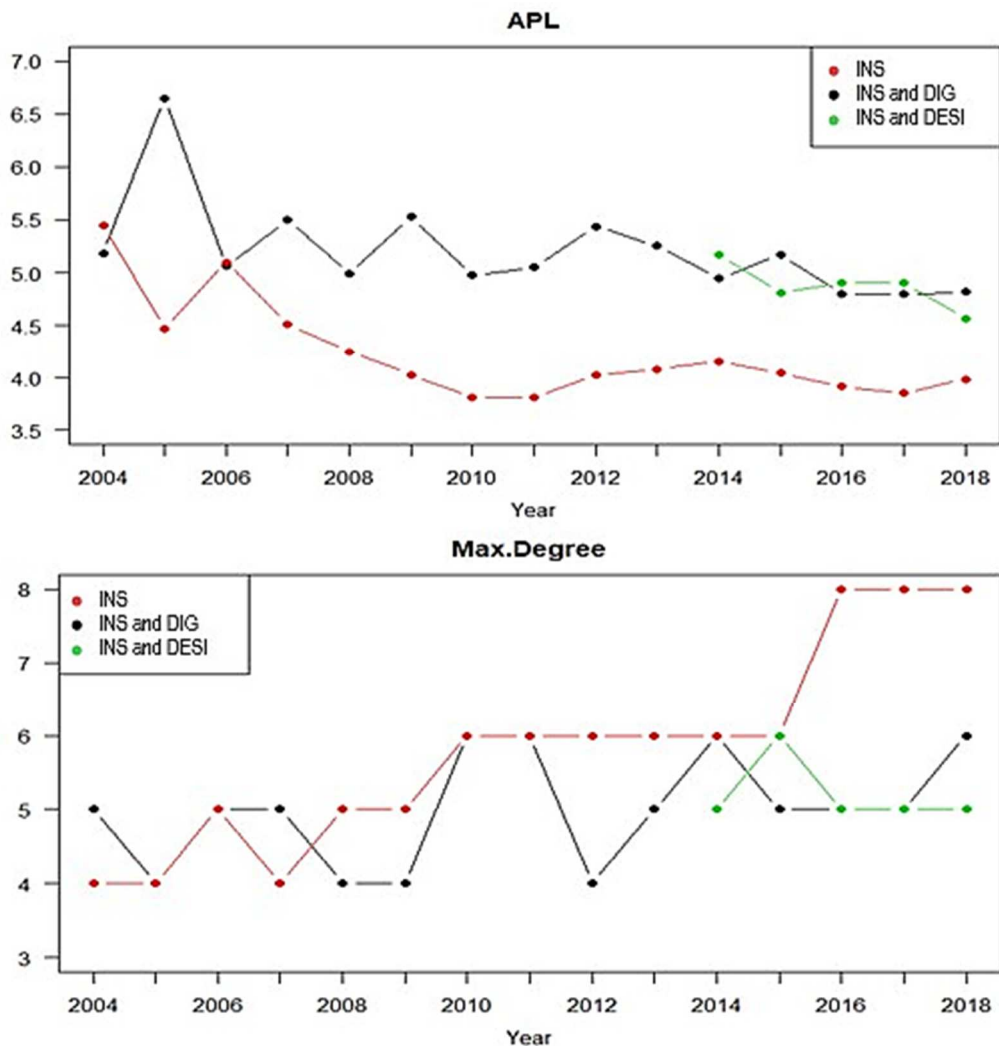 APL
7.0
6.5
6.0
5.5
5.0
4.5
4.0
3.5
INS
INS and DIG
INS and DESI
2004 2006 2008 2010 2012 2014 2016 2018
Year
Max.Degree
8
7
6
5
4
3
INS
INS and DIG
INS and DESI
2004 2006 2008 2010 2012 2014 2016 2018
Year